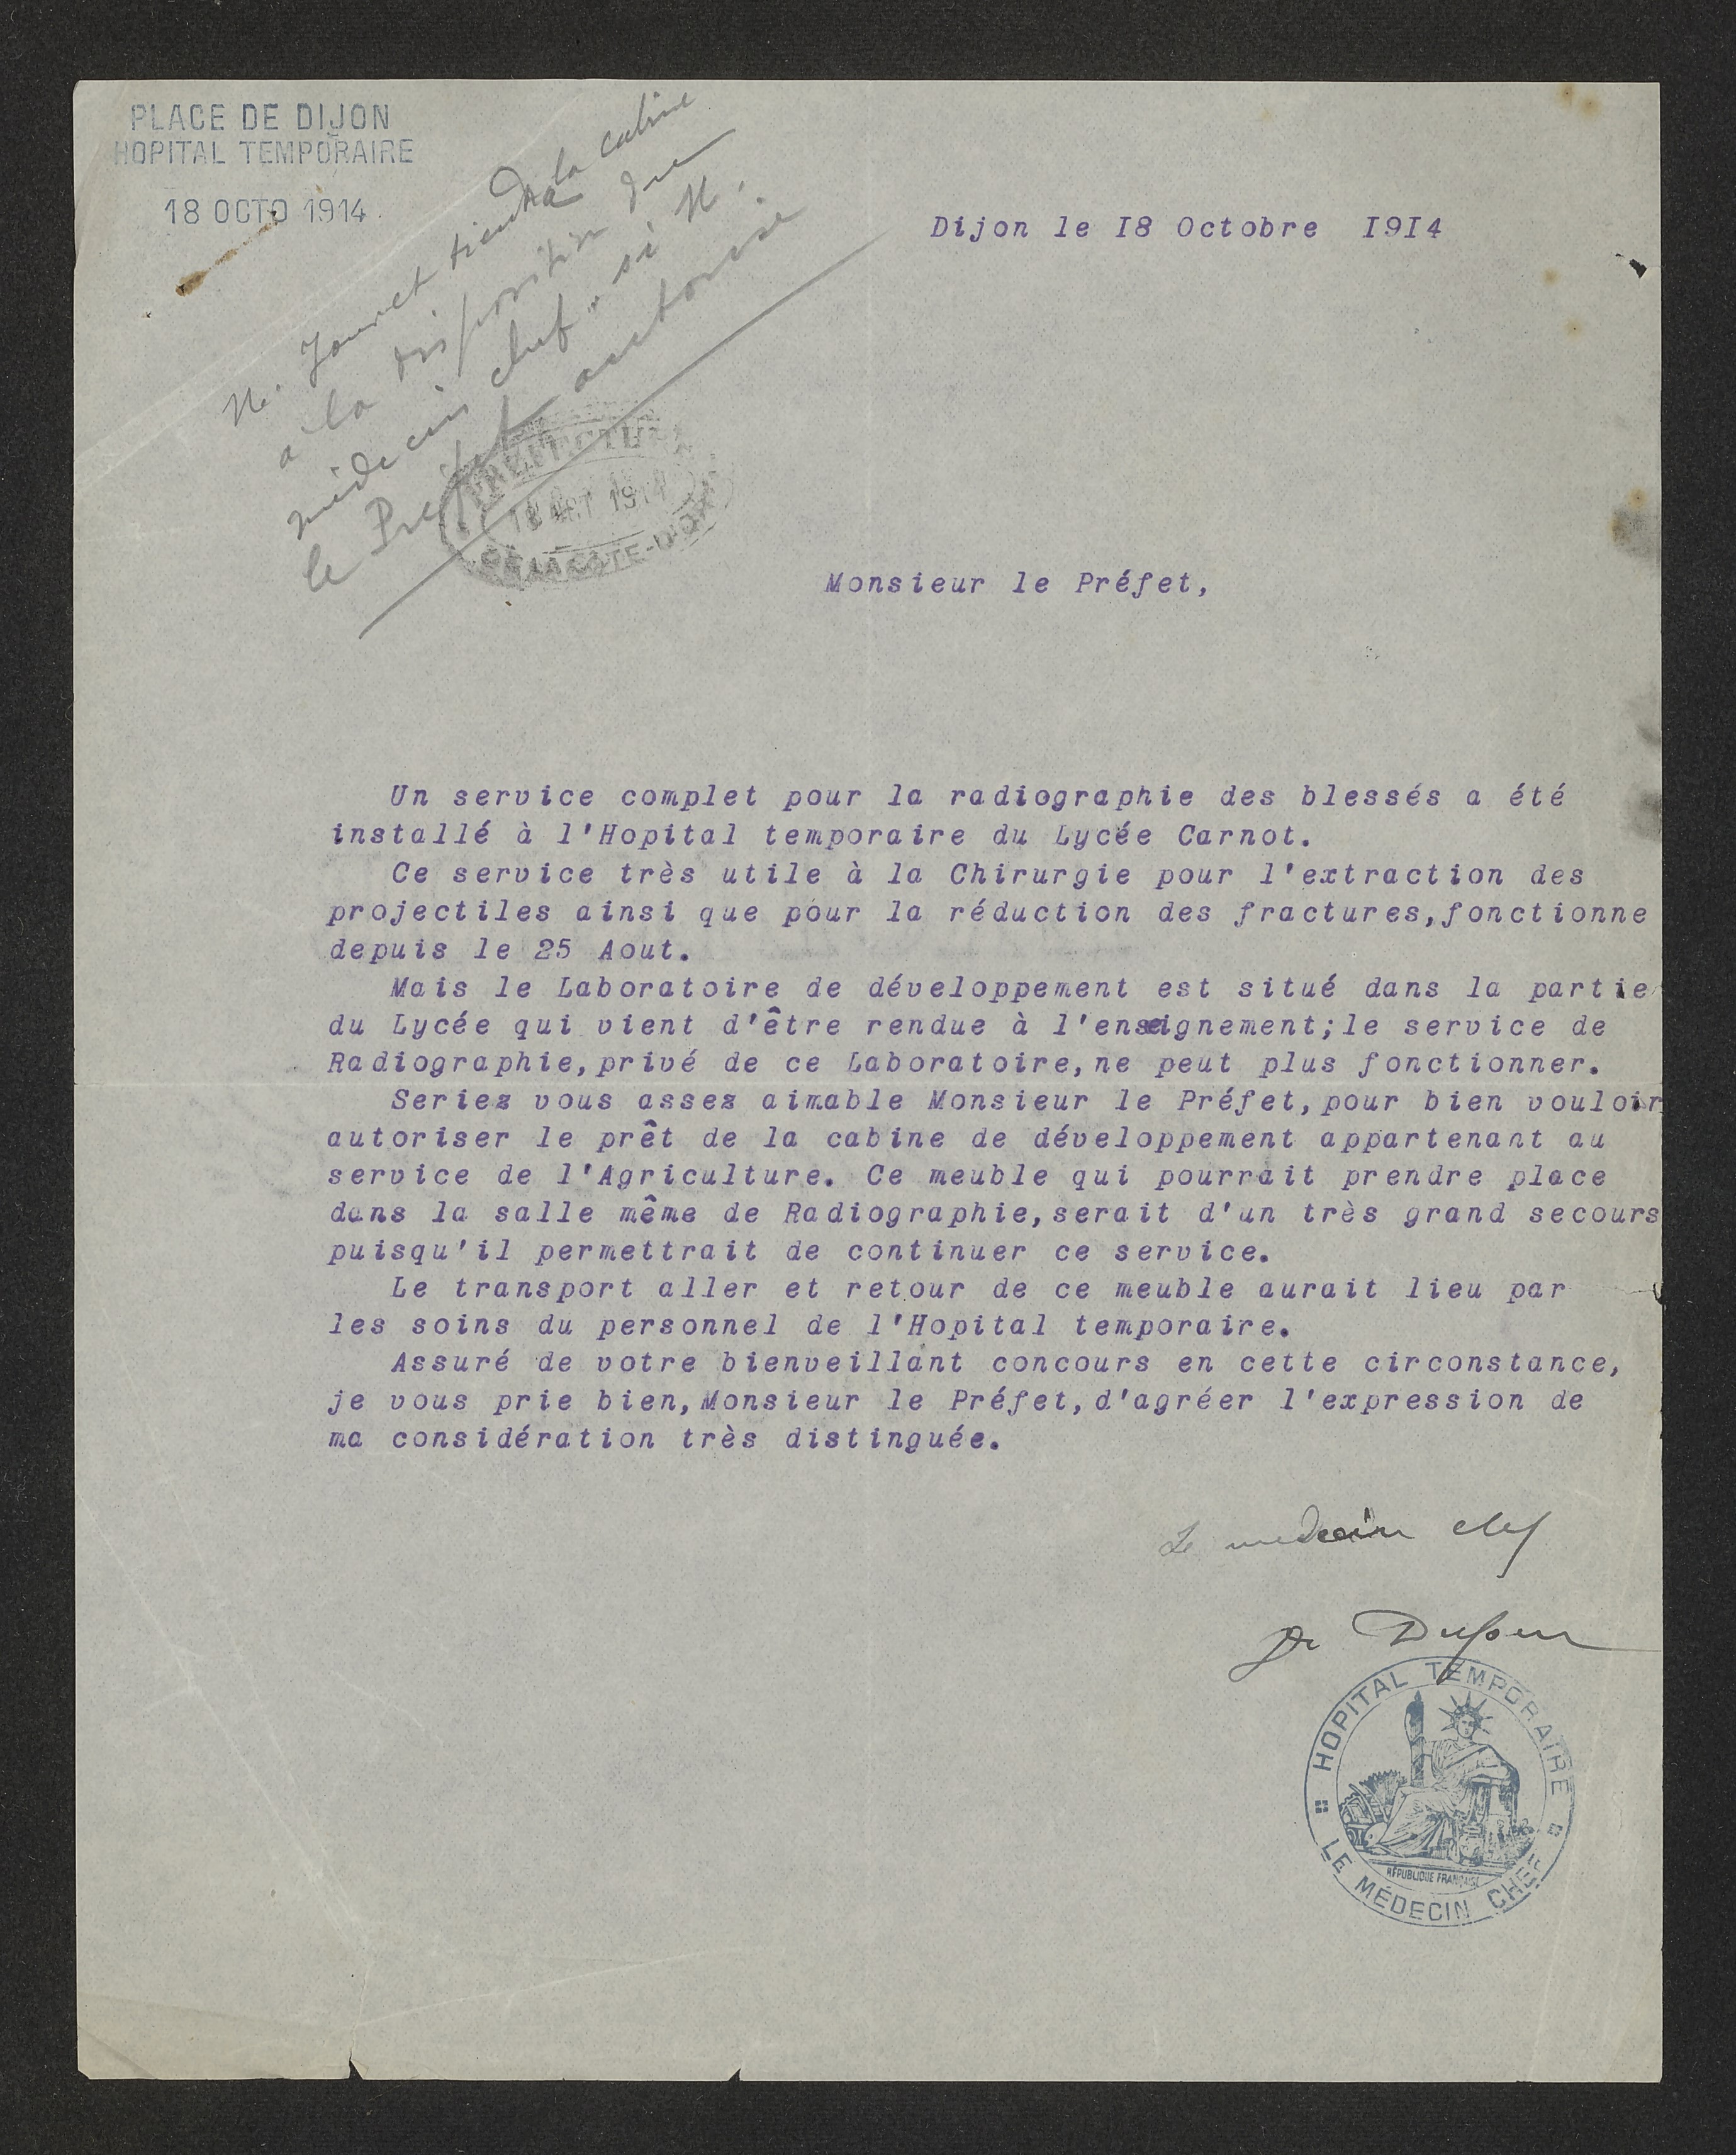 PLACE DE DIJON
HOPITAL TEMPORAIRE
18 OCTO 1914
M. Jouvet tiendra la cabine
à la disposition du
médecin chef si M.
le Préfet autorise
PREFECTURE
1914
DE LA COTE-D'OR
Dijon le I8 Octobre I9I4
Monsieur le Préfet,
Un service complet pour la radiographie des blessés a été
installé à l'Hopital temporaire du Lycée Carnot.
Ce service très utile à la Chirurgie pour l'extraction des
projectiles ainsi que pour la réduction des fractures,fonctionne
depuis le 25 Aout.
Mais le Laboratoire de développement est situé dans la partie
du Lycée qui vient d'être rendue à l'enseignement;le service de
Radiographie,privé de ce Laboratoire,ne peut plus fonctionner.
Seriez vous assez aimable Monsieur le Préfet,pour bien vouloir
autoriser le prêt de la cabine de développement appartenant au
service de l'Agriculture. Ce meuble qui pourrait prendre place
dans la salle même de Radiographie,serait d'un très grand secours
puisqu'il permettrait de continuer ce service.
Le transport aller et retour de ce meuble aurait lieu par
les soins du personnel de l'Hopital temporaire.
Assuré de votre bienveillant concours en cette circonstance,
je vous prie bien,Monsieur le Préfet,d'agréer l'expression de
ma considération très distinguée.
Le medecin chef
Dr
HOPITAL TEMPORAIRE
RÉPUBLIQUE FRANÇAISE
LE MÉDECIN CHEF